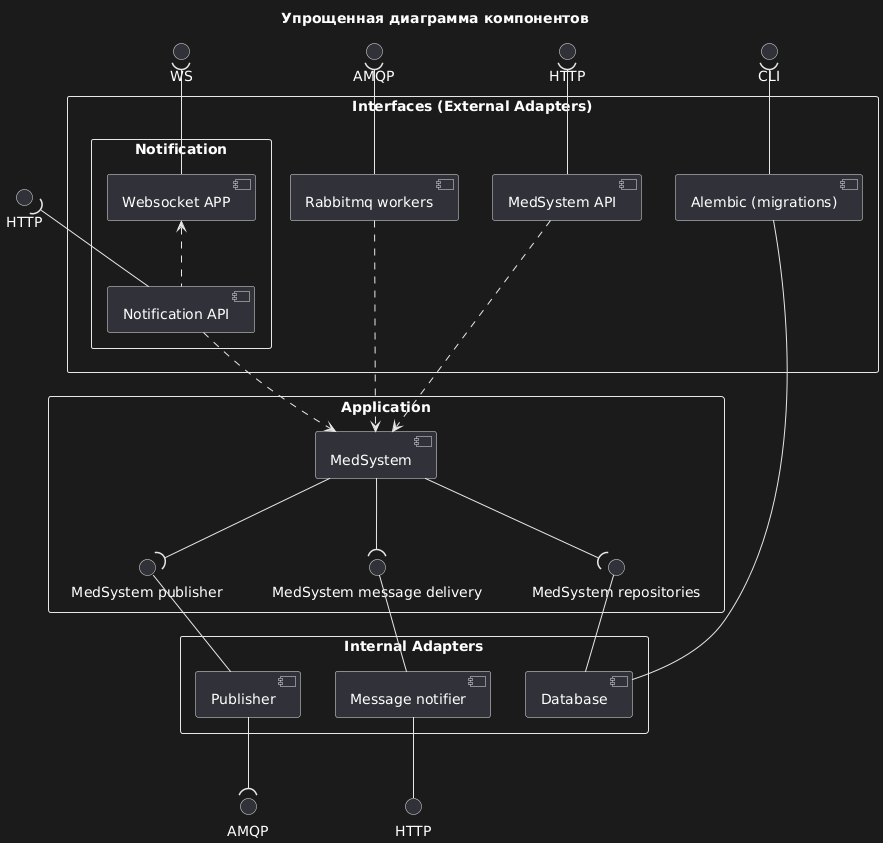 Упрощенная диаграмма компонентов
WS
AMQP
HTTP
CLI
Interfaces (External Adapters)
Notification
Websocket APP
Rabbitmq workers
MedSystem API
Alembic (migrations)
HTTP
Notification API
Application
MedSystem
MedSystem publisher
MedSystem message delivery
MedSystem repositories
Internal Adapters
Publisher
Message notifier
Database
AMQP
HTTP